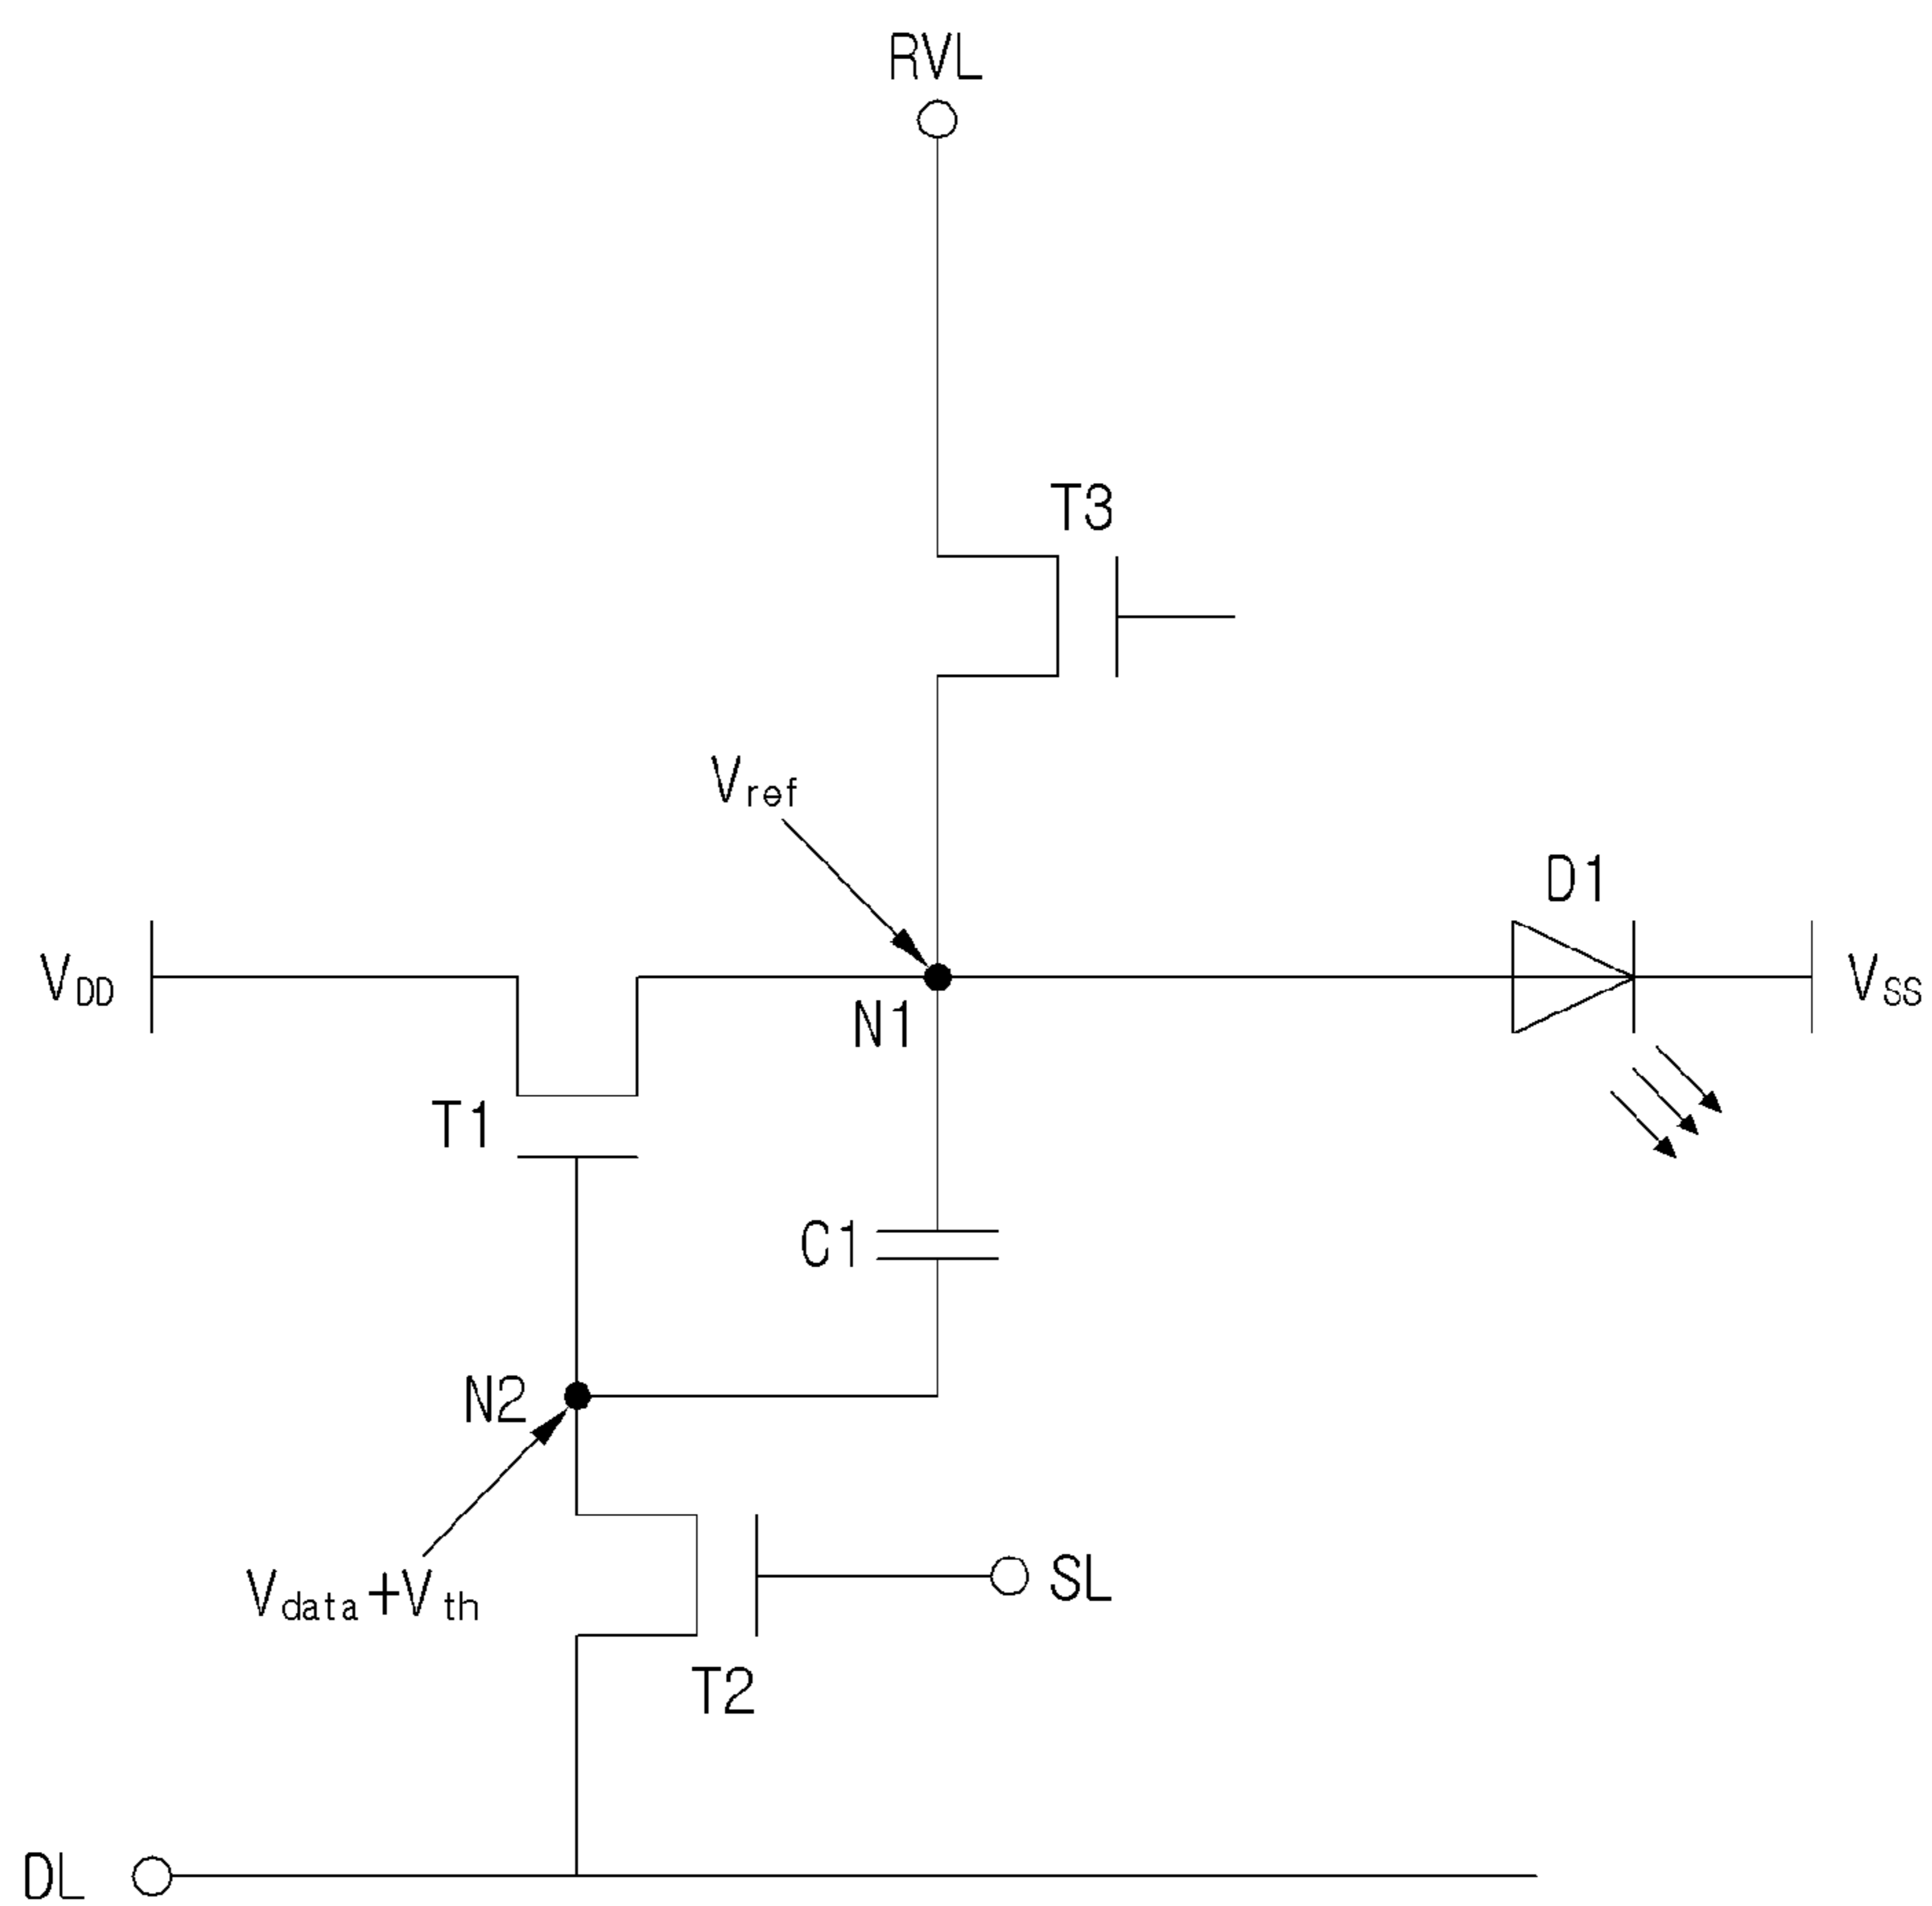 RVL
T3
Vref
D1
VDD
N1
VSS
T1
C1
N2
Vdata+Vth
SL
T2
DL